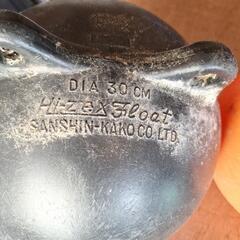 DIA 30 CM
Hi-ZEX Float
SANSHIN-KAKO CO LTD.